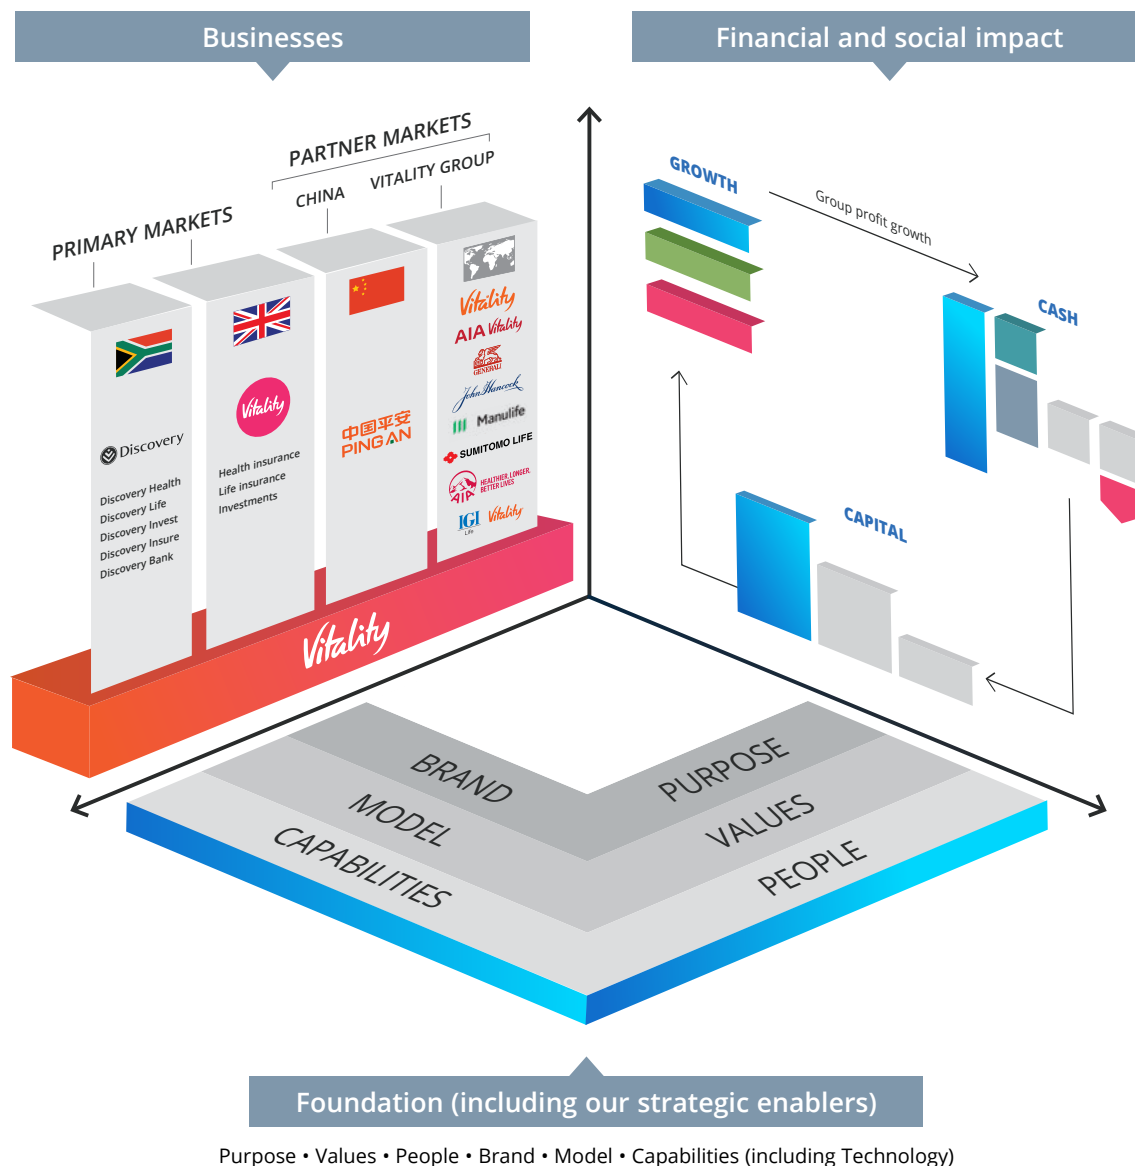 Businesses
Financial and social impact
PARTNER MARKETS
CHINA
VITALITY GROUP
PRIMARY MARKETS
Discovery
Discovery Health
Discovery Life
Discovery Invest
Discovery Insure
Discovery Bank
Vitality
Health insurance
Life insurance
Investments
中国平安
PING AN
Vitality
AIA Vitality
GENERALI
John Hancock
Manulife
SUMITOMO LIFE
AIA
HEALTHIER, LONGER,
BETTER LIVES
IGI
Life
Vitality
Vitality
GROWTH
Group profit growth
CASH
CAPITAL
BRAND
MODEL
CAPABILITIES
PURPOSE
VALUES
PEOPLE
Foundation (including our strategic enablers)
Purpose • Values • People • Brand • Model • Capabilities (including Technology)